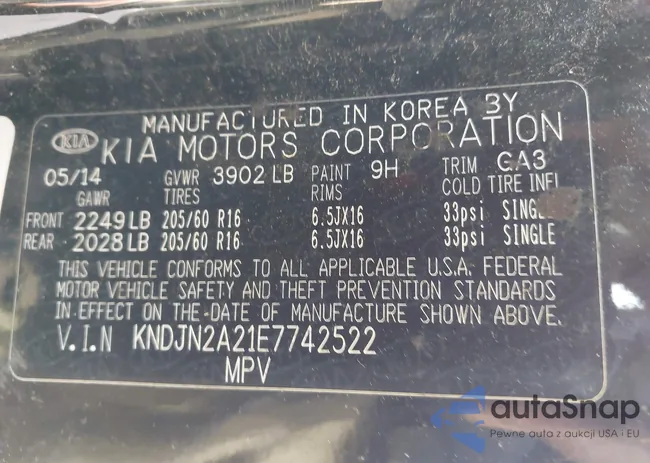 MANUFACTURED IN KOREA BY
KIA KIA MOTORS CORPORATION
05/14 GVWR 3902 LB PAINT 9H TRIM CA3
GAWR TIRES RIMS COLD TIRE INFL
FRONT 2249 LB 205/60 R16 6.5JX16 33psi SINGLE
REAR 2028 LB 205/60 R16 6.5JX16 33psi SINGLE
THIS VEHICLE CONFORMS TO ALL APPLICABLE U.S.A. FEDERAL
MOTOR VEHICLE SAFETY AND THEFT PREVENTION STANDARDS
IN EFFECT ON THE DATE OF MANUFACTURE SHOWN ABOVE.
V.I.N KNDJN2A21E7742522
MPV
autaSnap
Pewne auta z aukcji USA i EU